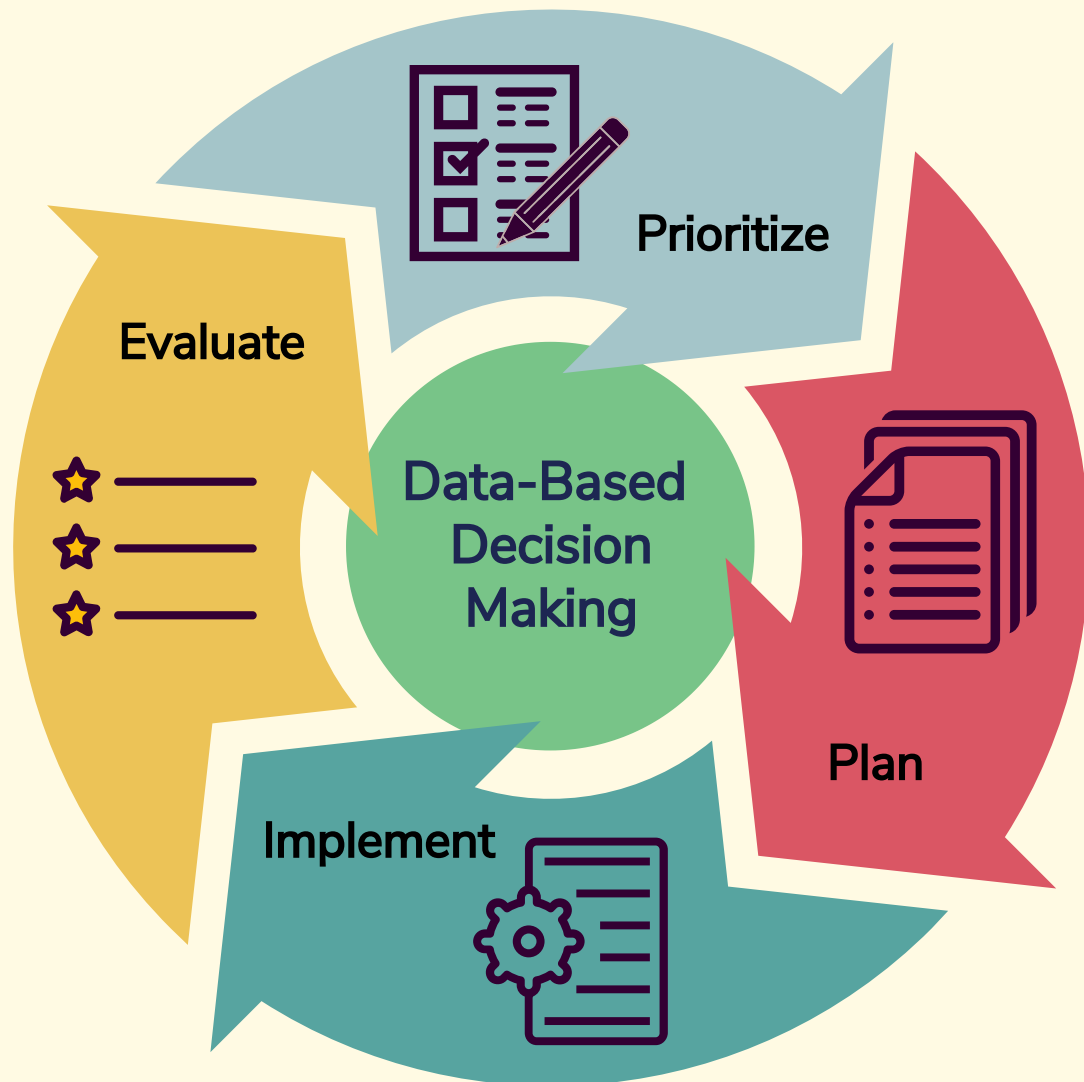 Prioritize
Evaluate
Data-Based
Decision
Making
Plan
Implement